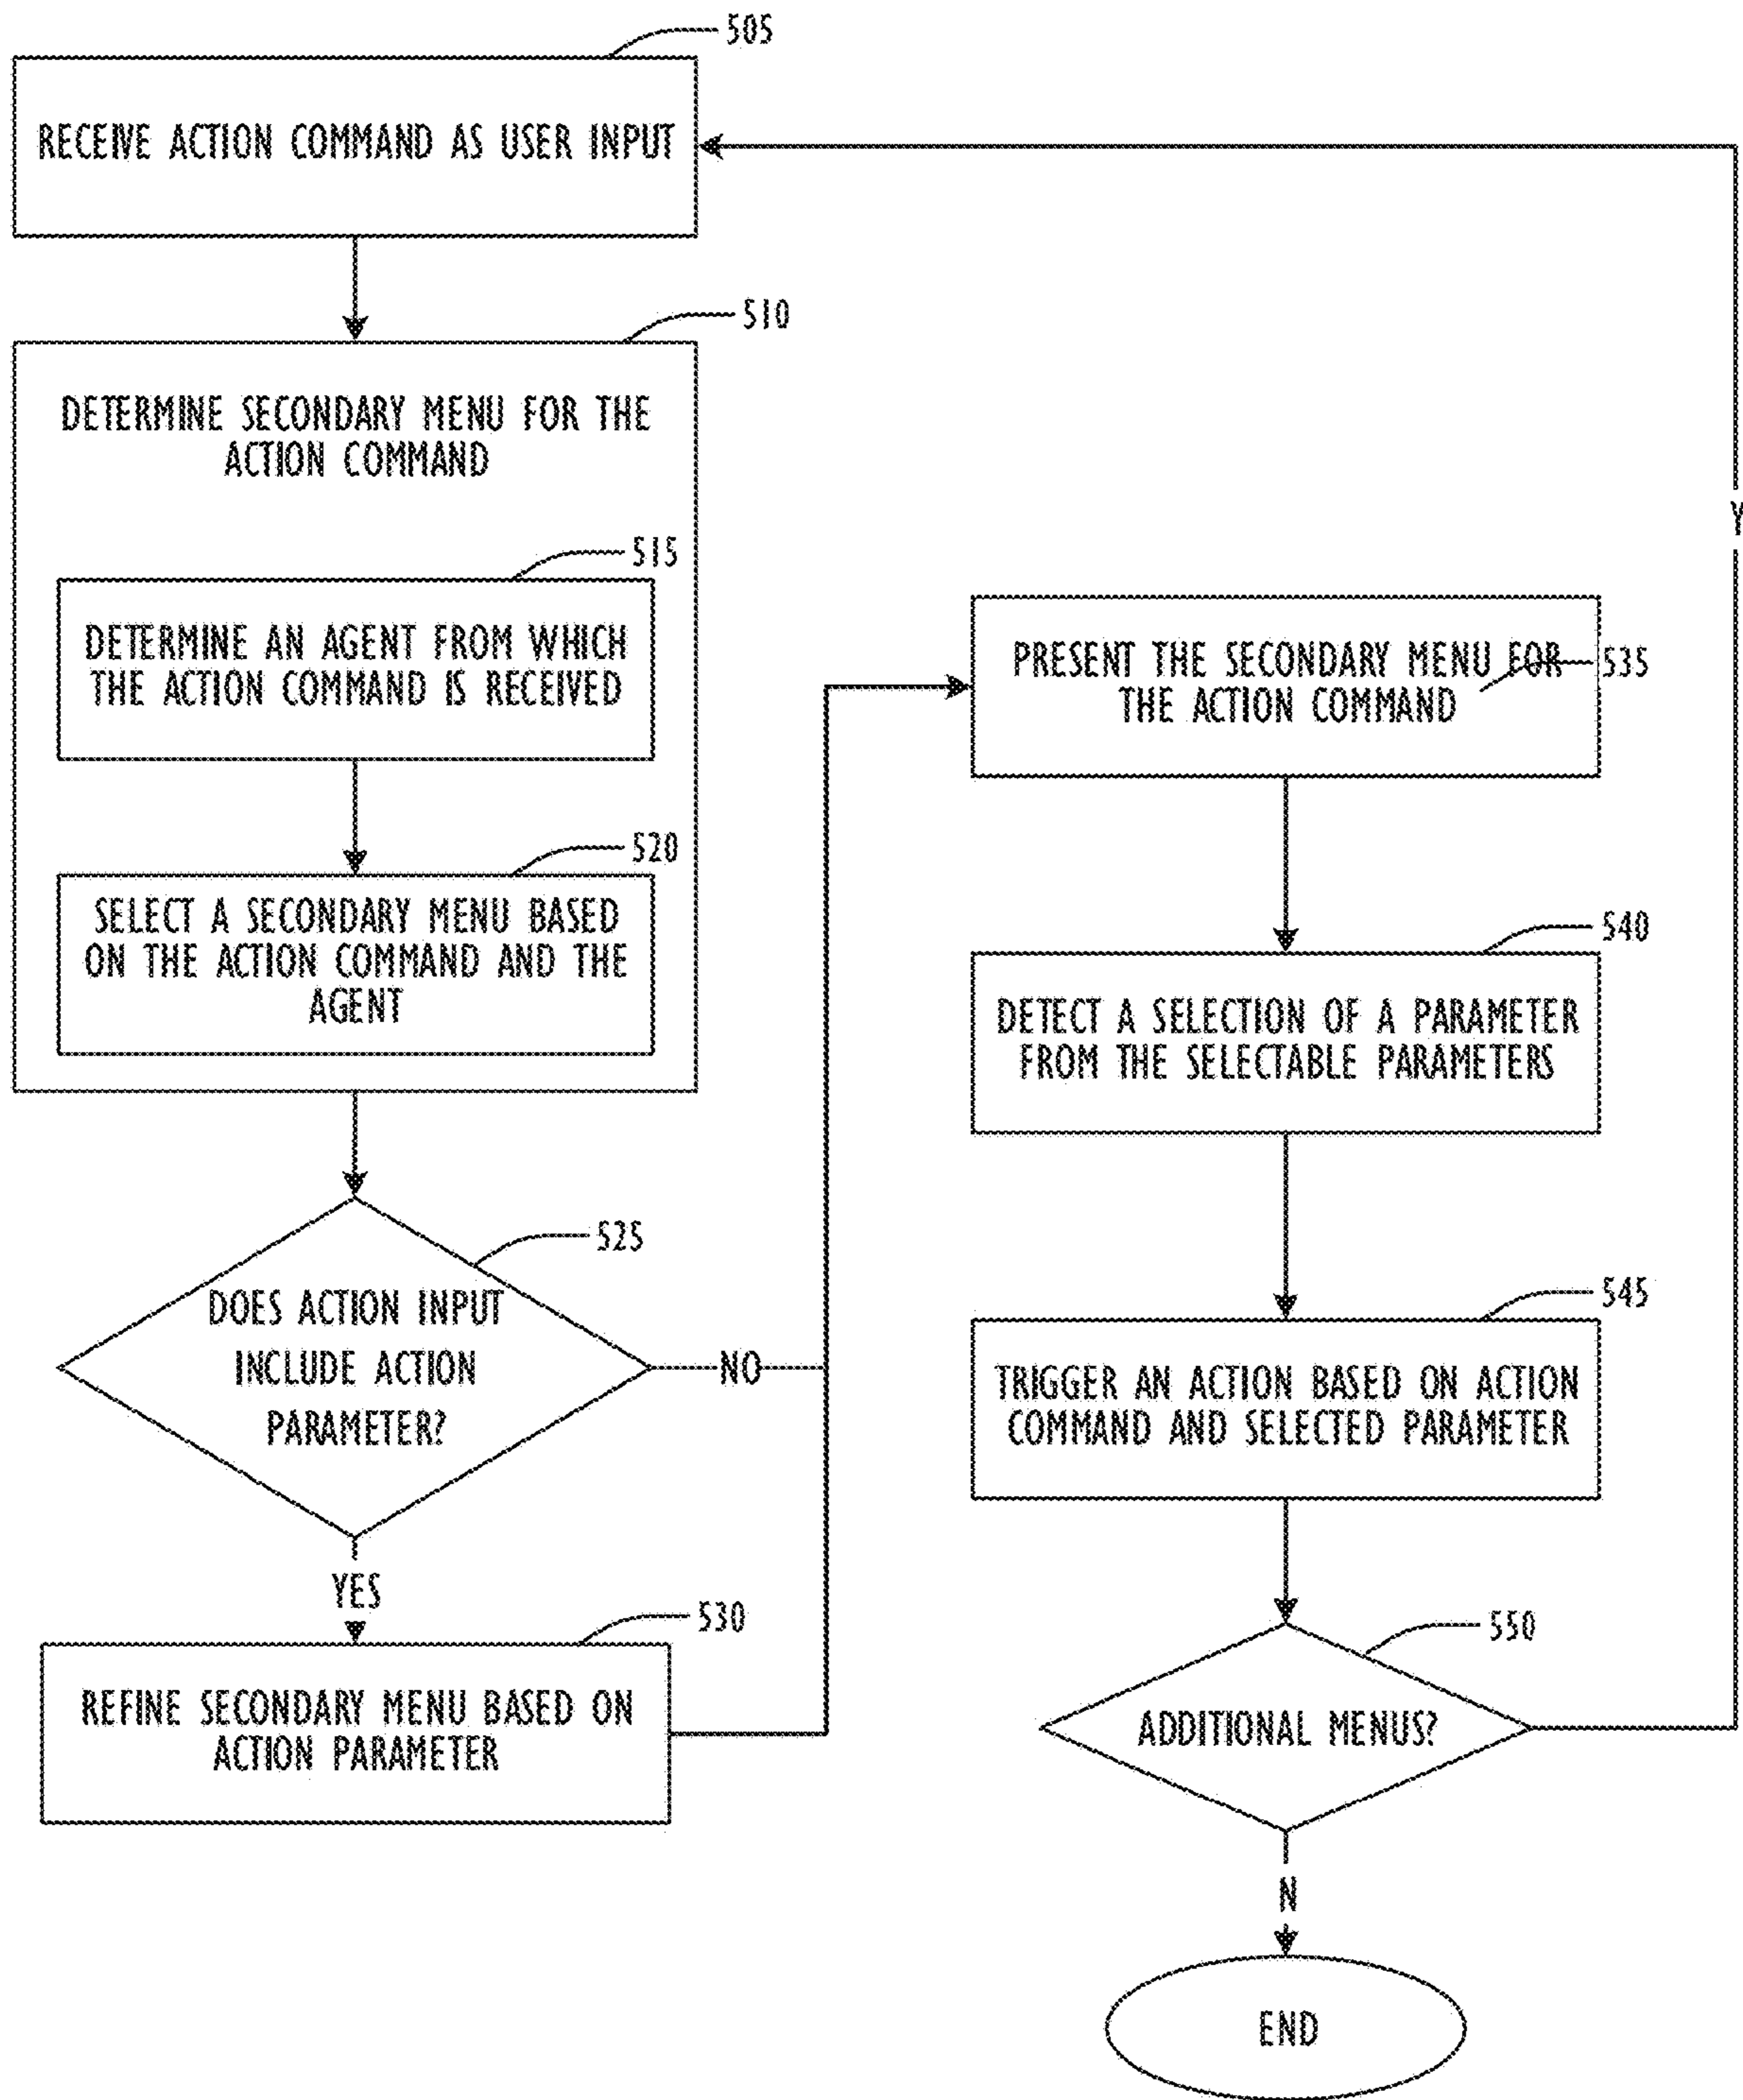 505
RECEIVE ACTION COMMAND AS USER INPUT
510
DETERMINE SECONDARY MENU FOR THE
ACTION COMMAND
515
DETERMINE AN AGENT FROM WHICH
THE ACTION COMMAND IS RECEIVED
520
SELECT A SECONDARY MENU BASED
ON THE ACTION COMMAND AND THE
AGENT
525
DOES ACTION INPUT
INCLUDE ACTION
PARAMETER?
NO
YES
530
REFINE SECONDARY MENU BASED ON
ACTION PARAMETER
PRESENT THE SECONDARY MENU FOR
THE ACTION COMMAND
535
540
DETECT A SELECTION OF A PARAMETER
FROM THE SELECTABLE PARAMETERS
545
TRIGGER AN ACTION BASED ON ACTION
COMMAND AND SELECTED PARAMETER
550
ADDITIONAL MENUS?
Y
N
END